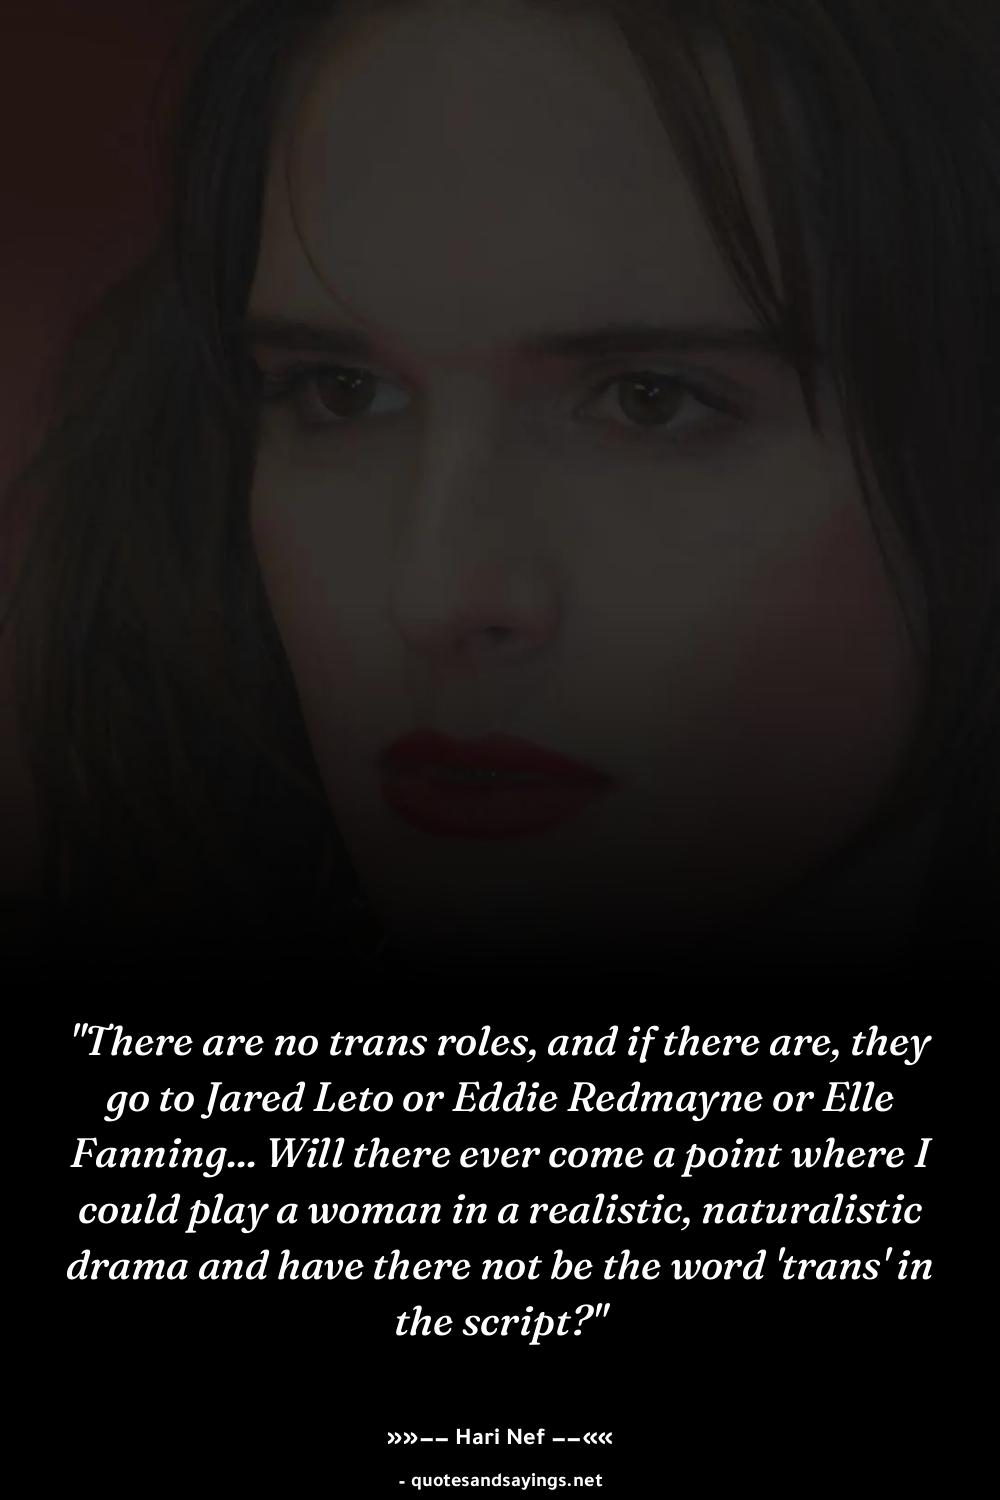 "There are no trans roles, and if there are, they
go to Jared Leto or Eddie Redmayne or Elle
Fanning... Will there ever come a point where I
could play a woman in a realistic, naturalistic
drama and have there not be the word 'trans' in
the script?"
»»−− Hari Nef −−««
- quotesandsayings.net